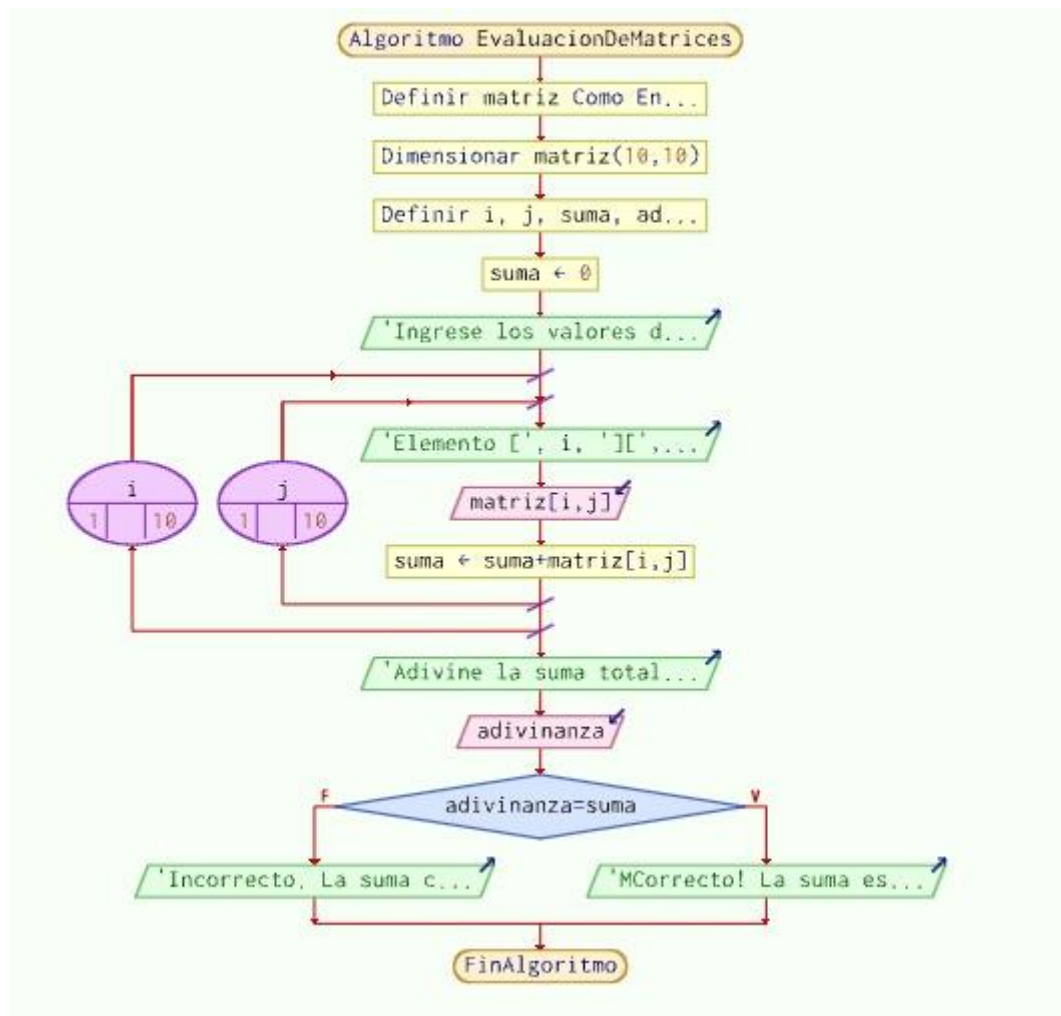 Algoritmo EvaluacionDeMatrices
Definir matriz Como En...
Dimensionar matriz(10,10)
Definir i, j, suma, ad...
suma ← 0
'Ingrese los valores d...
'Elemento [', i, '][',...
i
1 10
j
1 10
matriz[i,j]
suma ← suma+matriz[i,j]
'Adivine la suma total...
adivinanza
adivinanza=suma
F
V
'Incorrecto. La suma c...
'MCorrecto! La suma es...
FinAlgoritmo